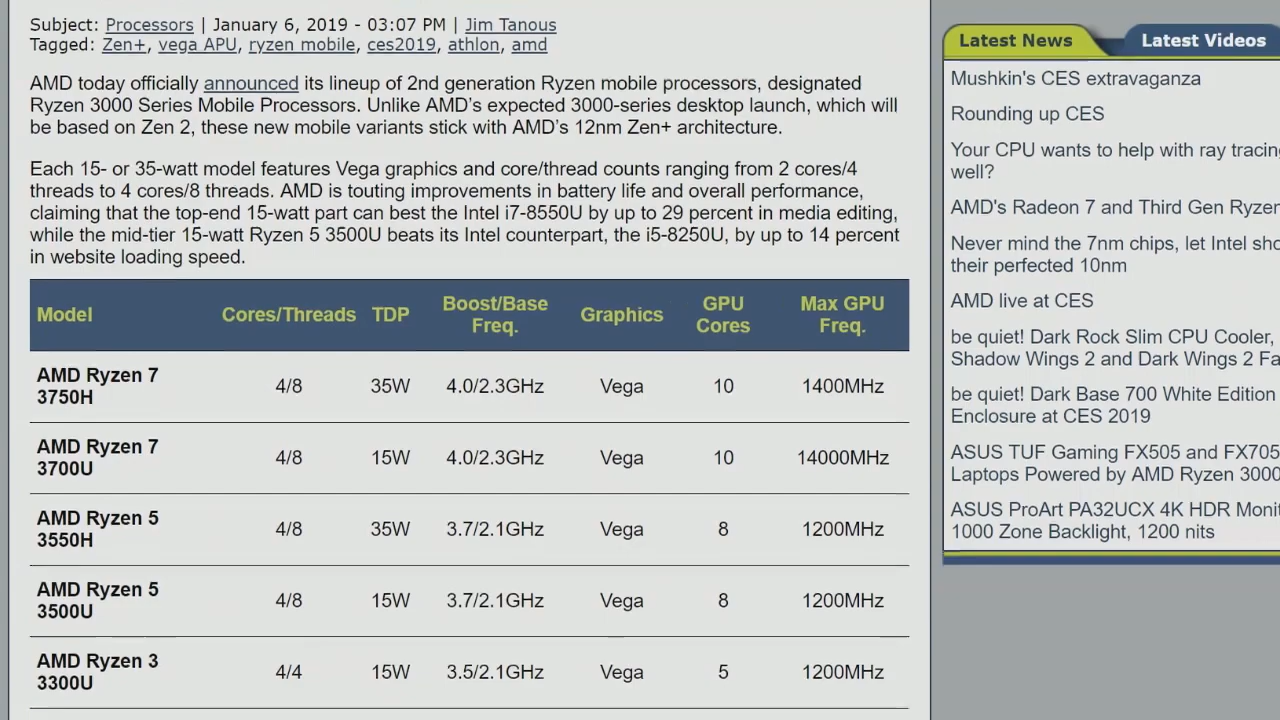 Subject: Processors | January 6, 2019 - 03:07 PM | Jim Tanous
Tagged: Zen+, vega APU, ryzen mobile, ces2019, athlon, amd
AMD today officially announced its lineup of 2nd generation Ryzen mobile processors, designated
Ryzen 3000 Series Mobile Processors. Unlike AMD's expected 3000-series desktop launch, which will
be based on Zen 2, these new mobile variants stick with AMD's 12nm Zen+ architecture.
Each 15- or 35-watt model features Vega graphics and core/thread counts ranging from 2 cores/4
threads to 4 cores/8 threads. AMD is touting improvements in battery life and overall performance,
claiming that the top-end 15-watt part can best the Intel i7-8550U by up to 29 percent in media editing,
while the mid-tier 15-watt Ryzen 5 3500U beats its Intel counterpart, the i5-8250U, by up to 14 percent
in website loading speed.
Model Cores/Threads TDP Boost/Base Freq. Graphics GPU Cores Max GPU Freq.
AMD Ryzen 7 3750H 4/8 35W 4.0/2.3GHz Vega 10 1400MHz
AMD Ryzen 7 3700U 4/8 15W 4.0/2.3GHz Vega 10 14000MHz
AMD Ryzen 5 3550H 4/8 35W 3.7/2.1GHz Vega 8 1200MHz
AMD Ryzen 5 3500U 4/8 15W 3.7/2.1GHz Vega 8 1200MHz
AMD Ryzen 3 3300U 4/4 15W 3.5/2.1GHz Vega 5 1200MHz
Latest News Latest Videos
Mushkin's CES extravaganza
Rounding up CES
Your CPU wants to help with ray tracing
well?
AMD's Radeon 7 and Third Gen Ryzen
Never mind the 7nm chips, let Intel sho
their perfected 10nm
AMD live at CES
be quiet! Dark Rock Slim CPU Cooler,
Shadow Wings 2 and Dark Wings 2 Fa
be quiet! Dark Base 700 White Edition
Enclosure at CES 2019
ASUS TUF Gaming FX505 and FX705
Laptops Powered by AMD Ryzen 3000
ASUS ProArt PA32UCX 4K HDR Monit
1000 Zone Backlight, 1200 nits